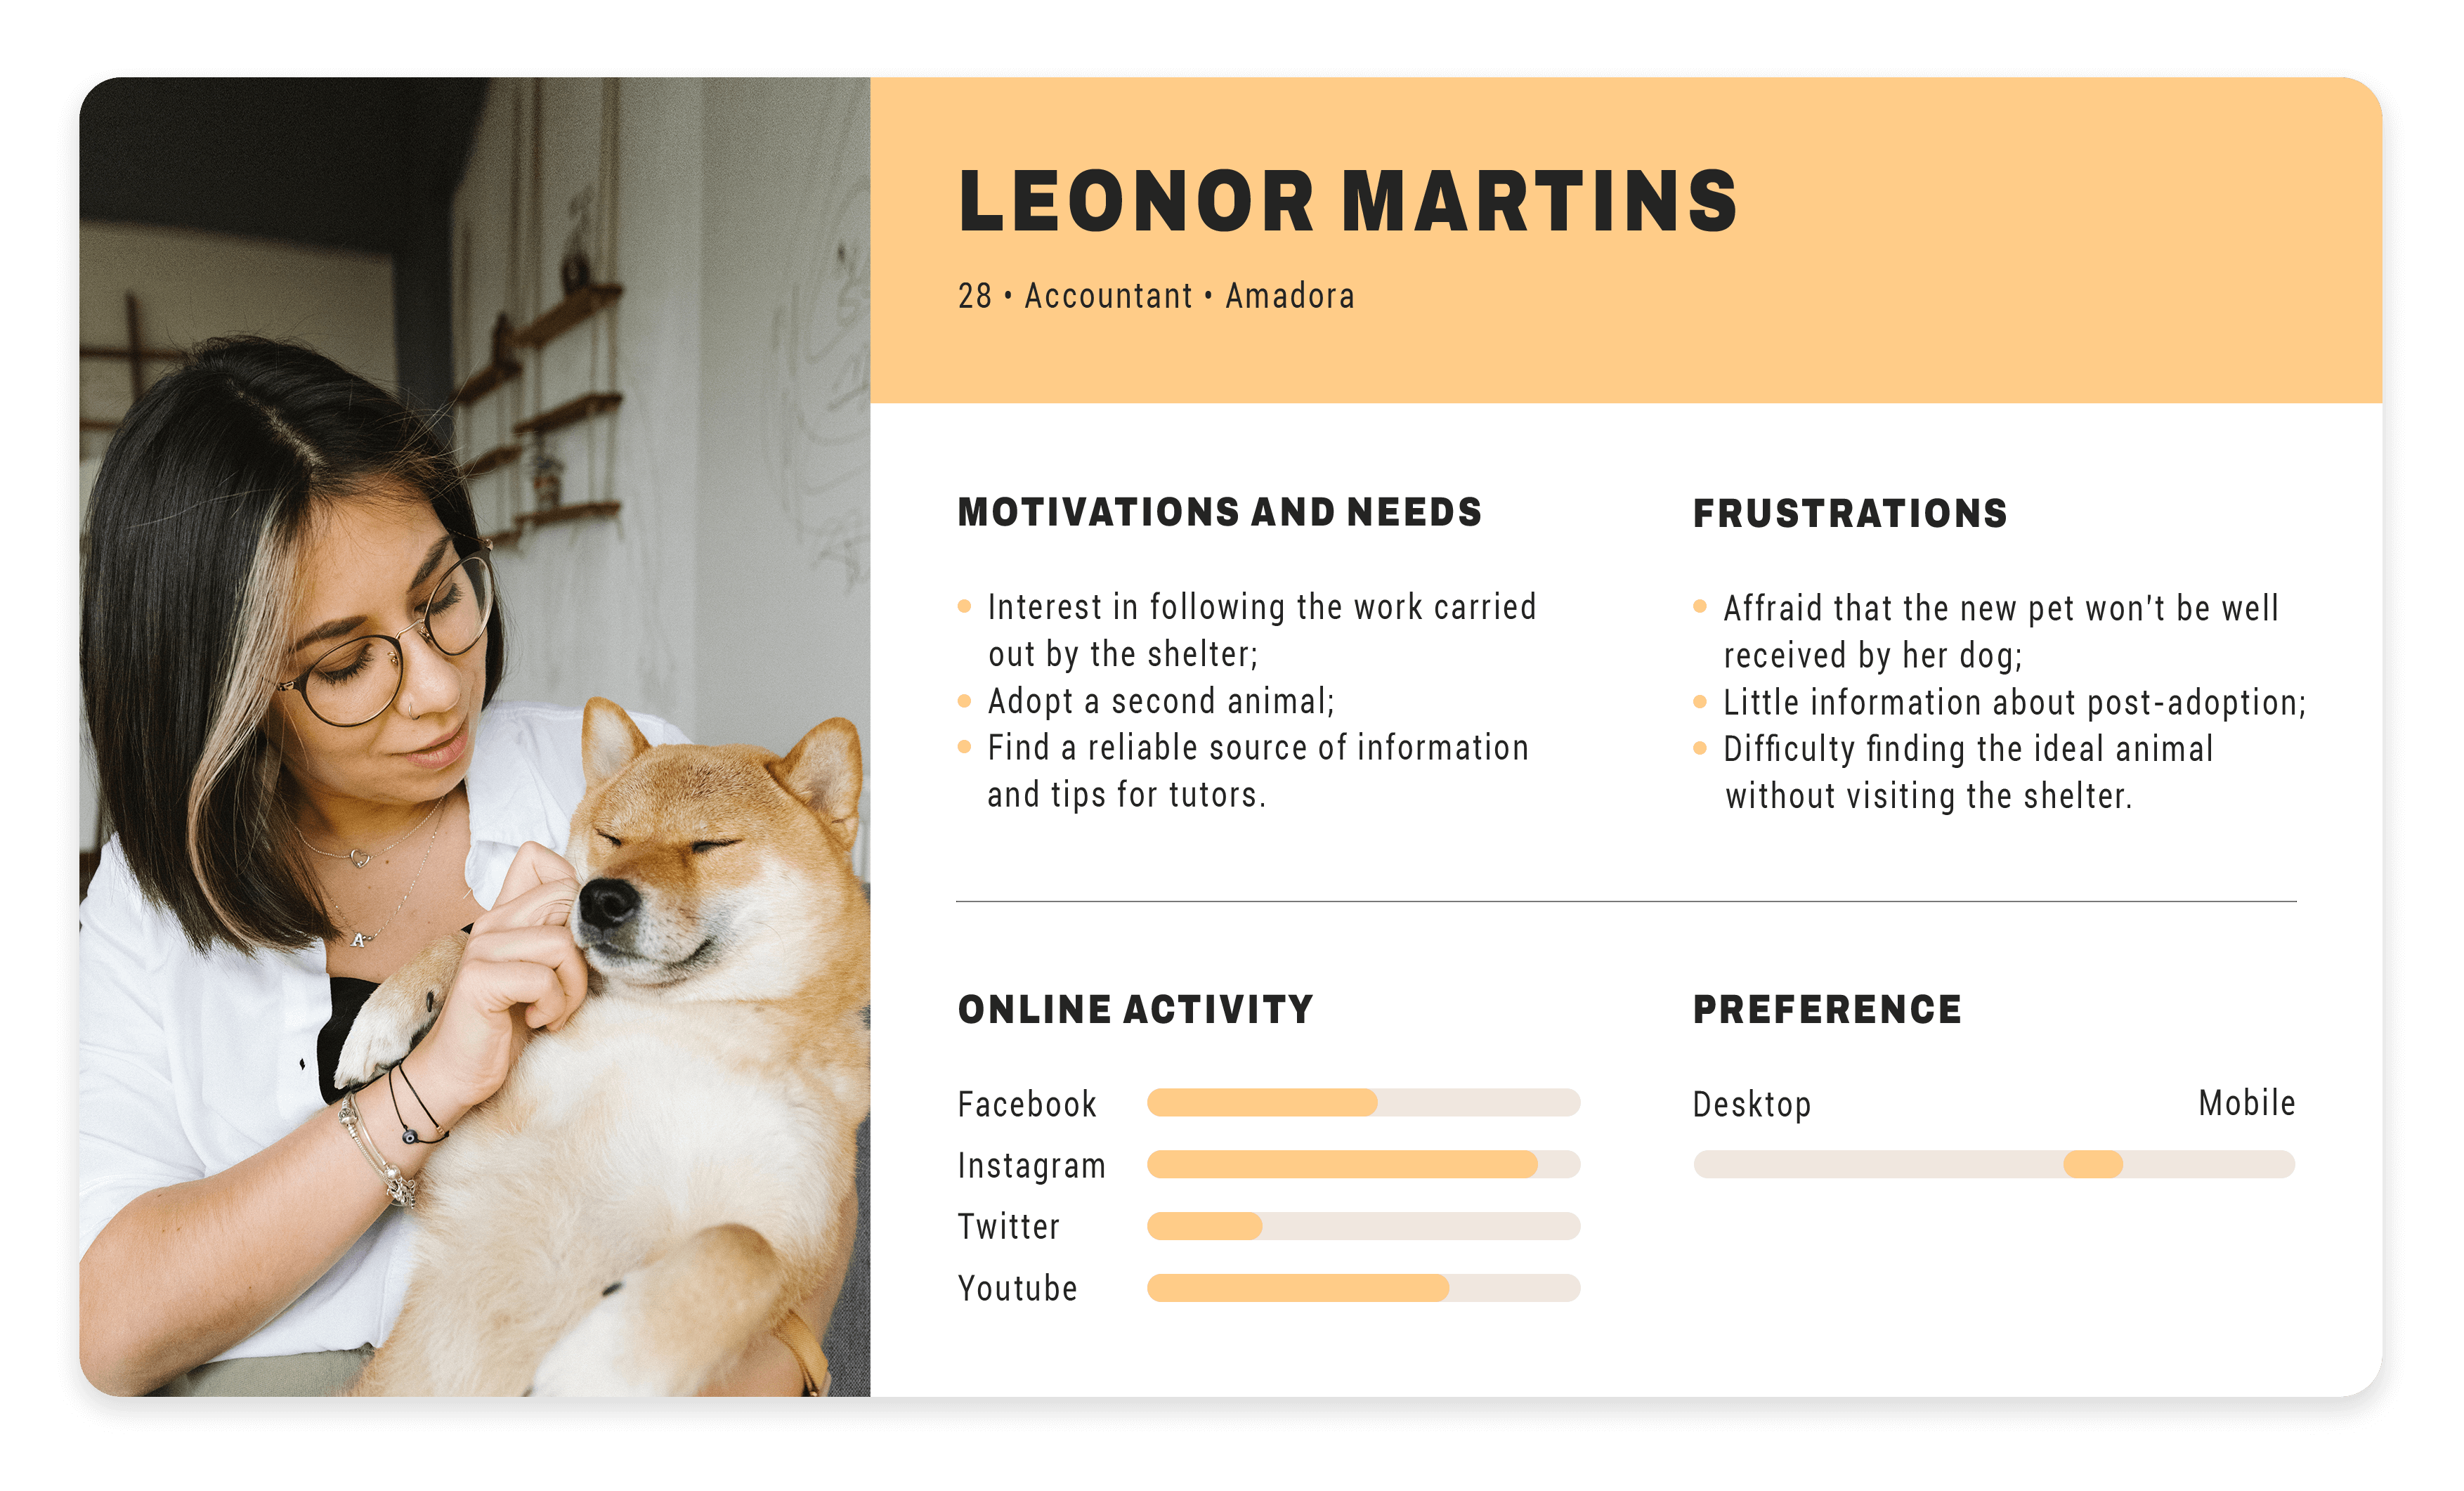 LEONOR MARTINS
28 • Accountant • Amadora
MOTIVATIONS AND NEEDS
Interest in following the work carried
out by the shelter;
Adopt a second animal;
Find a reliable source of information
and tips for tutors.
FRUSTRATIONS
Affraid that the new pet won't be well
received by her dog;
Little information about post-adoption;
Difficulty finding the ideal animal
without visiting the shelter.
ONLINE ACTIVITY
Facebook
Instagram
Twitter
Youtube
PREFERENCE
Desktop
Mobile
A